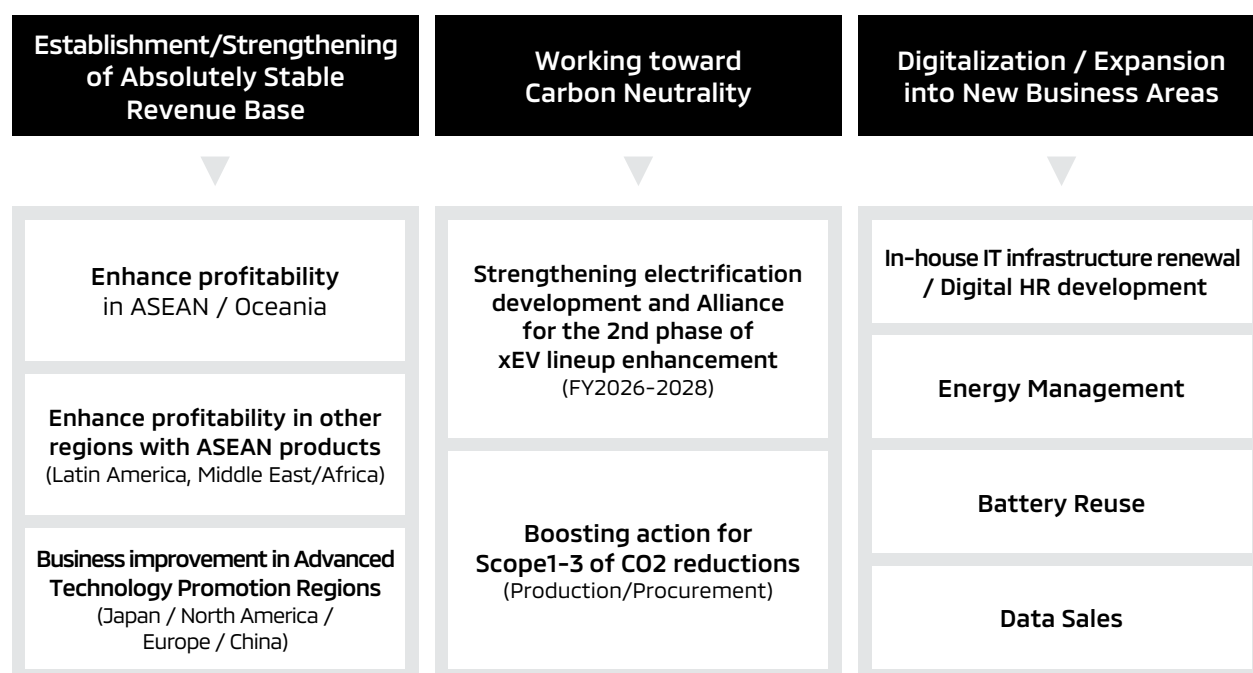 Establishment/Strengthening
of Absolutely Stable
Revenue Base
Working toward
Carbon Neutrality
Digitalization / Expansion
into New Business Areas
Enhance profitability
in ASEAN / Oceania
Enhance profitability in other
regions with ASEAN products
(Latin America, Middle East/Africa)
Business improvement in Advanced
Technology Promotion Regions
(Japan / North America /
Europe / China)
Strengthening electrification
development and Alliance
for the 2nd phase of
xEV lineup enhancement
(FY2026-2028)
Boosting action for
Scope1-3 of CO2 reductions
(Production/Procurement)
In-house IT infrastructure renewal
/ Digital HR development
Energy Management
Battery Reuse
Data Sales